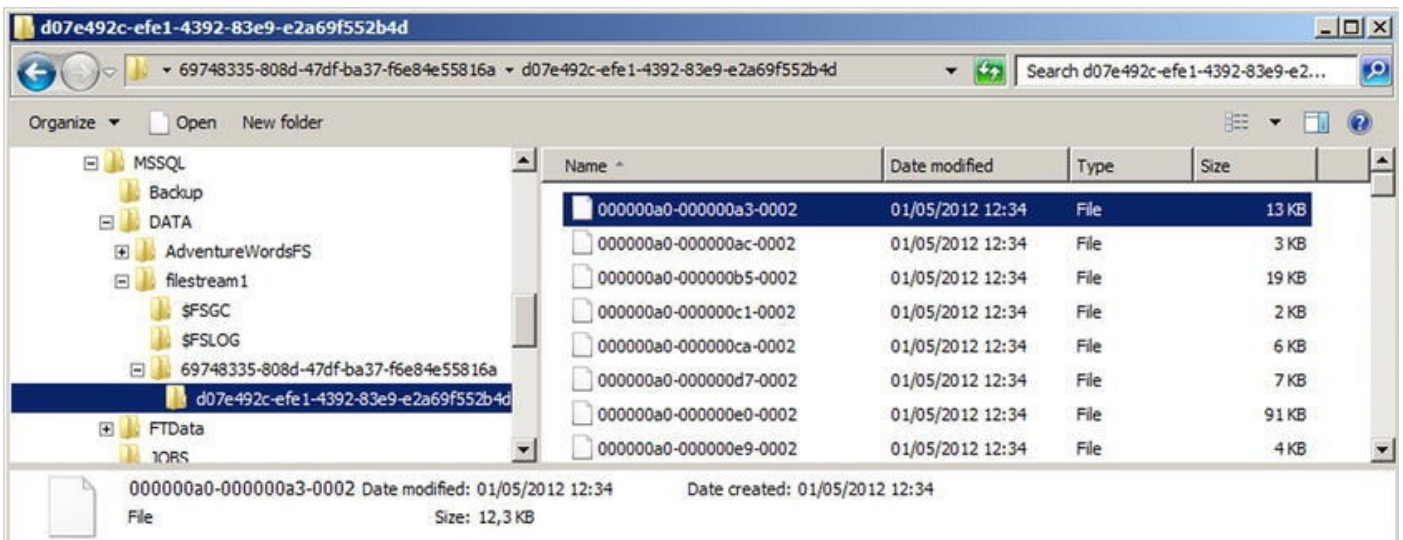 d07e492c-efe1-4392-83e9-e2a69f552b4d
69748335-808d-47df-ba37-f6e84e55816a d07e492c-efe1-4392-83e9-e2a69f552b4d Search d07e492c-efe1-4392-83e9-e2...
Organize Open New folder
MSSQL
Backup
DATA
AdventureWordsFS
filestream1
$FSGC
$FSLOG
69748335-808d-47df-ba37-f6e84e55816a
d07e492c-efe1-4392-83e9-e2a69f552b4d
FTData
JOBS
Name Date modified Type Size
000000a0-000000a3-0002 01/05/2012 12:34 File 13 KB
000000a0-000000ac-0002 01/05/2012 12:34 File 3 KB
000000a0-000000b5-0002 01/05/2012 12:34 File 19 KB
000000a0-000000c1-0002 01/05/2012 12:34 File 2 KB
000000a0-000000ca-0002 01/05/2012 12:34 File 6 KB
000000a0-000000d7-0002 01/05/2012 12:34 File 7 KB
000000a0-000000e0-0002 01/05/2012 12:34 File 91 KB
000000a0-000000e9-0002 01/05/2012 12:34 File 4 KB
000000a0-000000a3-0002 Date modified: 01/05/2012 12:34 Date created: 01/05/2012 12:34
File Size: 12,3 KB